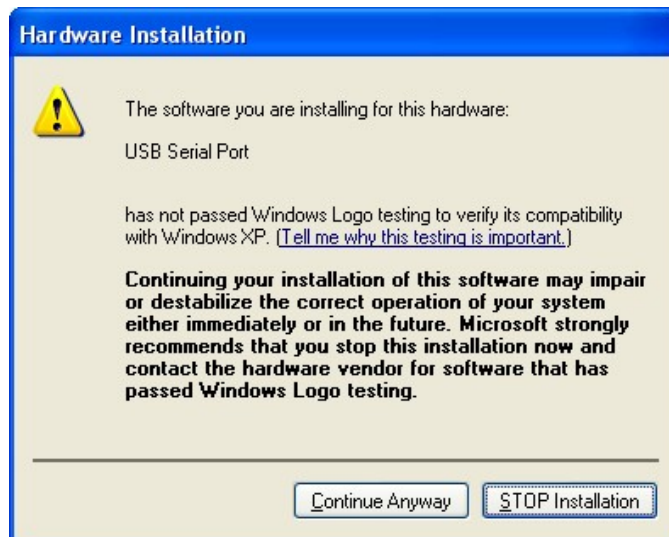 Hardware Installation
The software you are installing for this hardware:
USB Serial Port
has not passed Windows Logo testing to verify its compatibility
with Windows XP. (Tell me why this testing is important.)
Continuing your installation of this software may impair
or destabilize the correct operation of your system
either immediately or in the future. Microsoft strongly
recommends that you stop this installation now and
contact the hardware vendor for software that has
passed Windows Logo testing.
Continue Anyway
STOP Installation